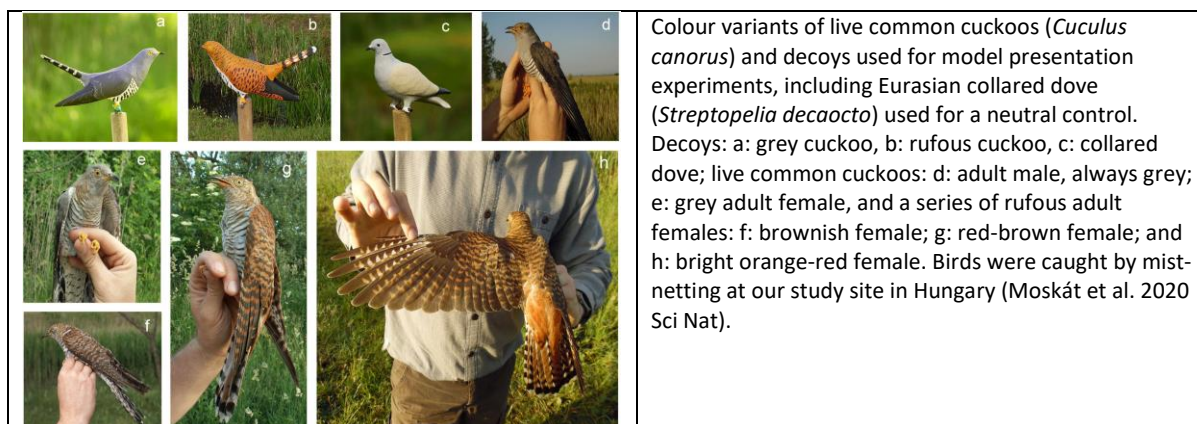 a
b
c
d
e
g
h
f
Colour variants of live common cuckoos (Cuculus
canorus) and decoys used for model presentation
experiments, including Eurasian collared dove
(Streptopelia decaocto) used for a neutral control.
Decoys: a: grey cuckoo, b: rufous cuckoo, c: collared
dove; live common cuckoos: d: adult male, always grey;
e: grey adult female, and a series of rufous adult
females: f: brownish female; g: red-brown female; and
h: bright orange-red female. Birds were caught by mist-
netting at our study site in Hungary (Moskát et al. 2020
Sci Nat).